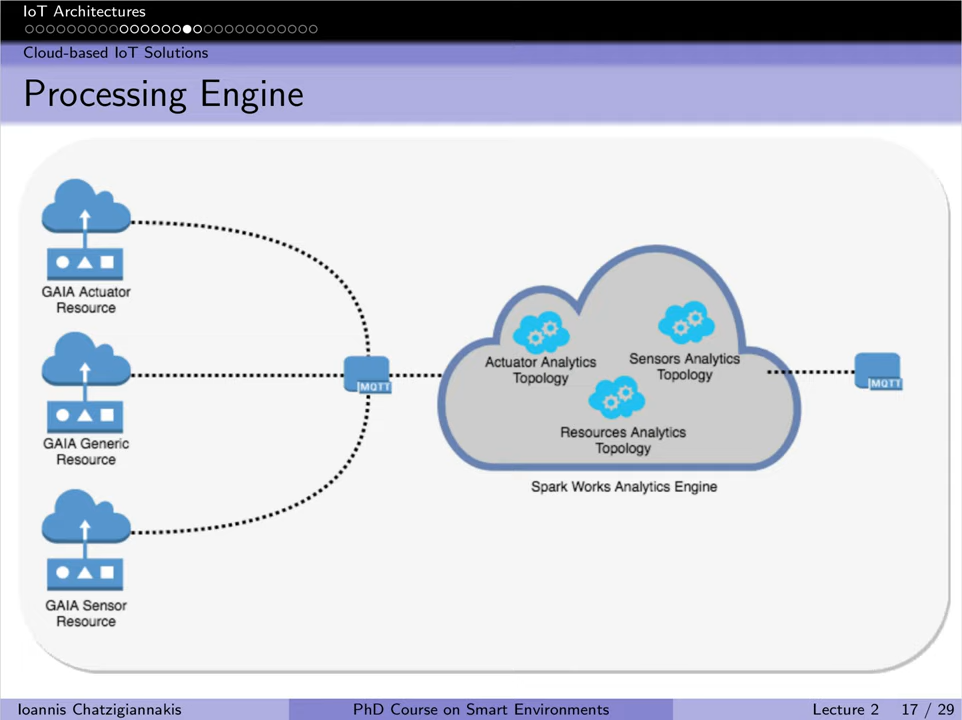 IoT Architectures
Cloud-based IoT Solutions
Processing Engine
GAIA Actuator
Resource
GAIA Generic
Resource
GAIA Sensor
Resource
MQTT
Actuator Analytics
Topology
Sensors Analytics
Topology
Resources Analytics
Topology
Spark Works Analytics Engine
MQTT
Ioannis Chatzigiannakis
PhD Course on Smart Environments
Lecture 2 17 / 29